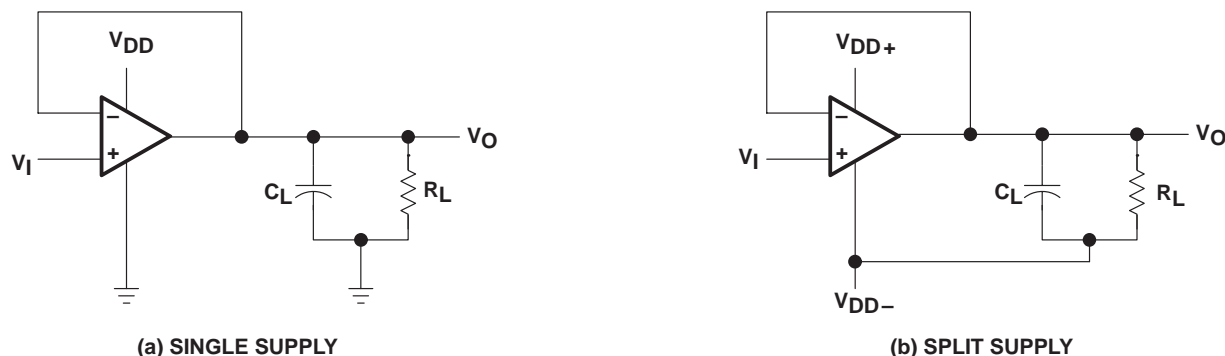 VDD
−
VI
+
VO
CL
RL
(a) SINGLE SUPPLY
VDD+
−
VI
+
VO
CL
RL
VDD−
(b) SPLIT SUPPLY